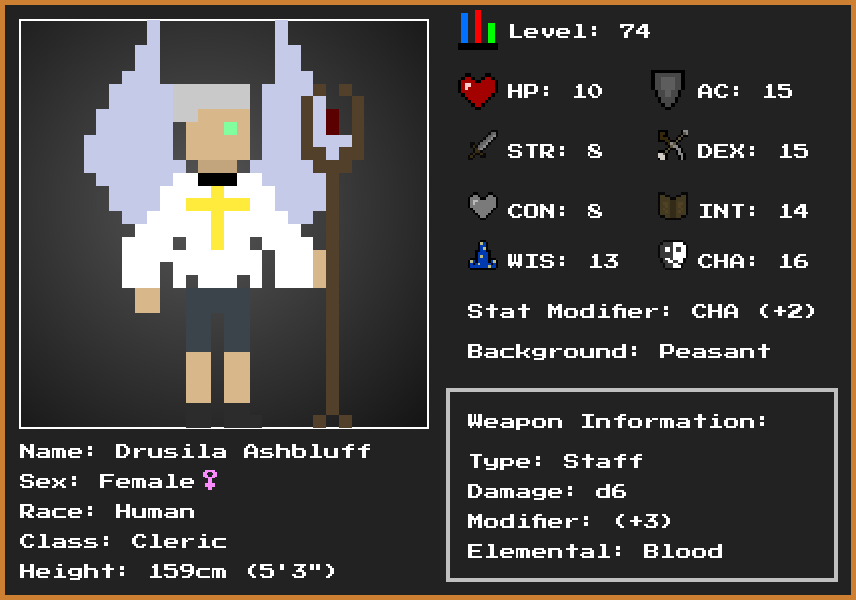 Level: 74
HP: 10
AC: 15
STR: 8
DEX: 15
CON: 8
INT: 14
WIS: 13
CHA: 16
Stat Modifier: CHA (+2)
Background: Peasant
Weapon Information:
Type: Staff
Damage: d6
Modifier: (+3)
Elemental: Blood
Name: Drusila Ashbluff
Sex: Female♀
Race: Human
Class: Cleric
Height: 159cm (5'3")